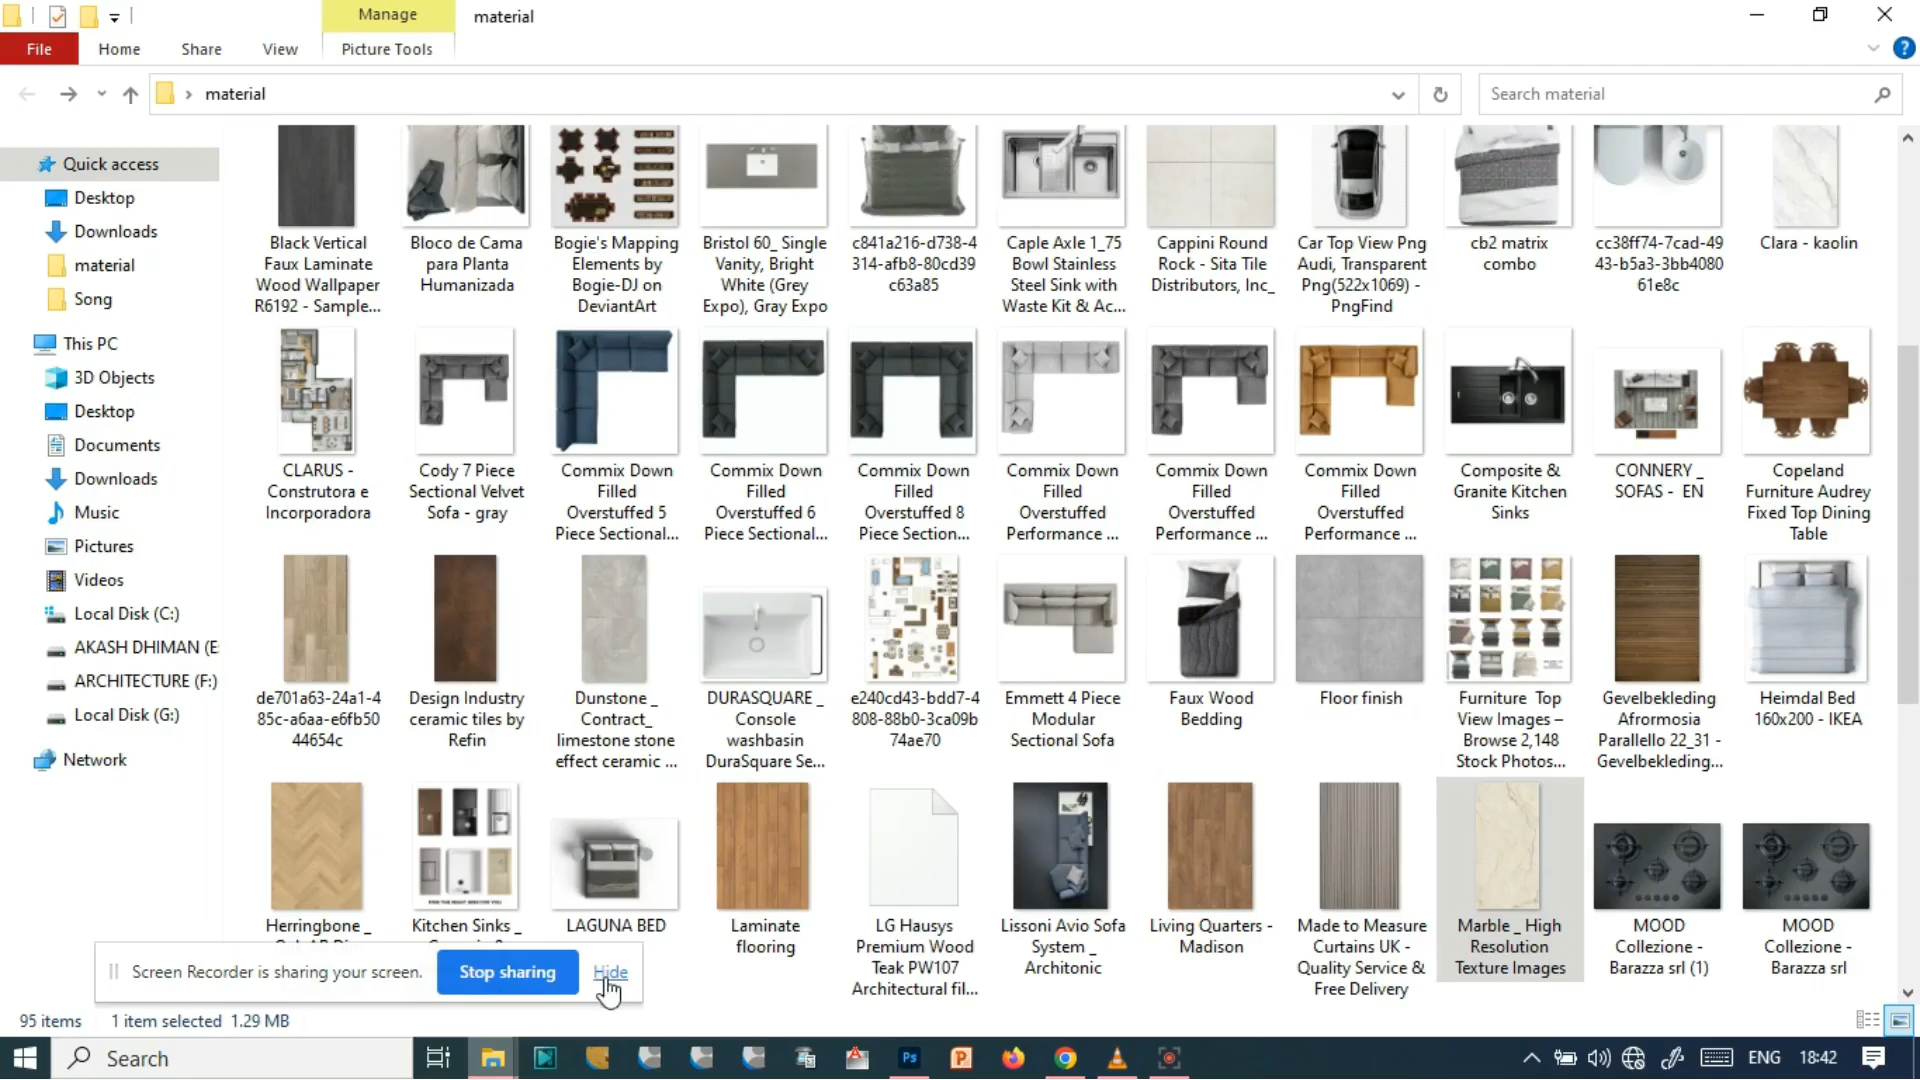 Manage
material
File
Home
Share
View
Picture Tools
material
Search material
Quick access
Desktop
Downloads
material
Song
This PC
3D Objects
Desktop
Documents
Downloads
Music
Pictures
Videos
Local Disk (C:)
AKASH DHIMAN (E:
ARCHITECTURE (F:)
Local Disk (G:)
Network
Black Vertical
Faux Laminate
Wood Wallpaper
R6192 - Sample...
Bloco de Cama
para Planta
Humanizada
Bogie's Mapping
Elements by
Bogie-DJ on
DeviantArt
Bristol 60_ Single
Vanity, Bright
White (Grey
Expo), Gray Expo
c841a216-d738-4
314-afb8-80cd39
c63a85
Caple Axle 1_75
Bowl Stainless
Steel Sink with
Waste Kit & Ac...
Cappini Round
Rock - Sita Tile
Distributors, Inc_
Car Top View Png
Audi, Transparent
Png(522x1069) -
PngFind
cb2 matrix
combo
cc38ff74-7cad-49
43-b5a3-3bb4080
61e8c
Clara - kaolin
CLARUS -
Construtora e
Incorporadora
Cody 7 Piece
Sectional Velvet
Sofa - gray
Commix Down
Filled
Overstuffed 5
Piece Sectional...
Commix Down
Filled
Overstuffed 6
Piece Sectional...
Commix Down
Filled
Overstuffed 8
Piece Section...
Commix Down
Filled
Overstuffed
Performance ...
Commix Down
Filled
Overstuffed
Performance ...
Commix Down
Filled
Overstuffed
Performance ...
Composite &
Granite Kitchen
Sinks
CONNERY _
SOFAS - EN
Copeland
Furniture Audrey
Fixed Top Dining
Table
de701a63-24a1-4
85c-a6aa-e6fb50
44654c
Design Industry
ceramic tiles by
Refin
Dunstone _
Contract_
limestone stone
effect ceramic ...
DURASQUARE _
Console
washbasin
DuraSquare Se...
e240cd43-bdd7-4
808-88b0-3ca09b
74ae70
Emmett 4 Piece
Modular
Sectional Sofa
Faux Wood
Bedding
Floor finish
Furniture Top
View Images –
Browse 2,148
Stock Photos...
Gevelbekleding
Afrormosia
Parallello 22_31 -
Gevelbekleding...
Heimdal Bed
160x200 - IKEA
Herringbone _
Kitchen Sinks _
LAGUNA BED
Laminate
flooring
LG Hausys
Premium Wood
Teak PW107
Architectural fil...
Lissoni Avio Sofa
System _
Architonic
Living Quarters -
Madison
Made to Measure
Curtains UK -
Quality Service &
Free Delivery
Marble _ High
Resolution
Texture Images
MOOD
Collezione -
Barazza srl (1)
MOOD
Collezione -
Barazza srl
Screen Recorder is sharing your screen.
Stop sharing
Hide
95 items
1 item selected 1.29 MB
Search
Ps
ENG
18:42